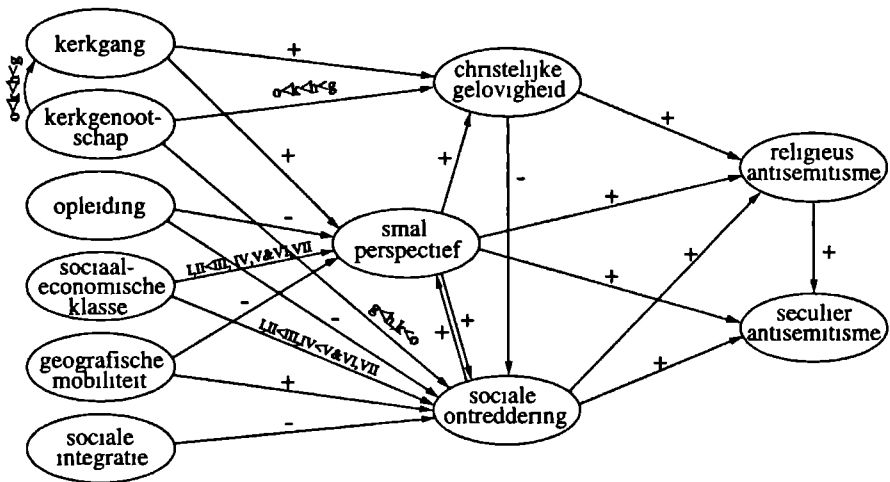 kerkgang
kerkgenoot-
schap
opleiding
sociaal-
economische
klasse
geografische
mobiliteit
sociale
integratie
o<k<h<g
+
o<k<h<g
+
-
I,II<III, IV,V&VI,VII
-
-
g<h,k<o
I,II<III,IV<V&VI,VII
+
-
christelijke
gelovigheid
smal
perspectief
sociale
ontreddering
+
-
+
+
+
+
+
+
+
religieus
antisemitisme
+
seculier
antisemitisme